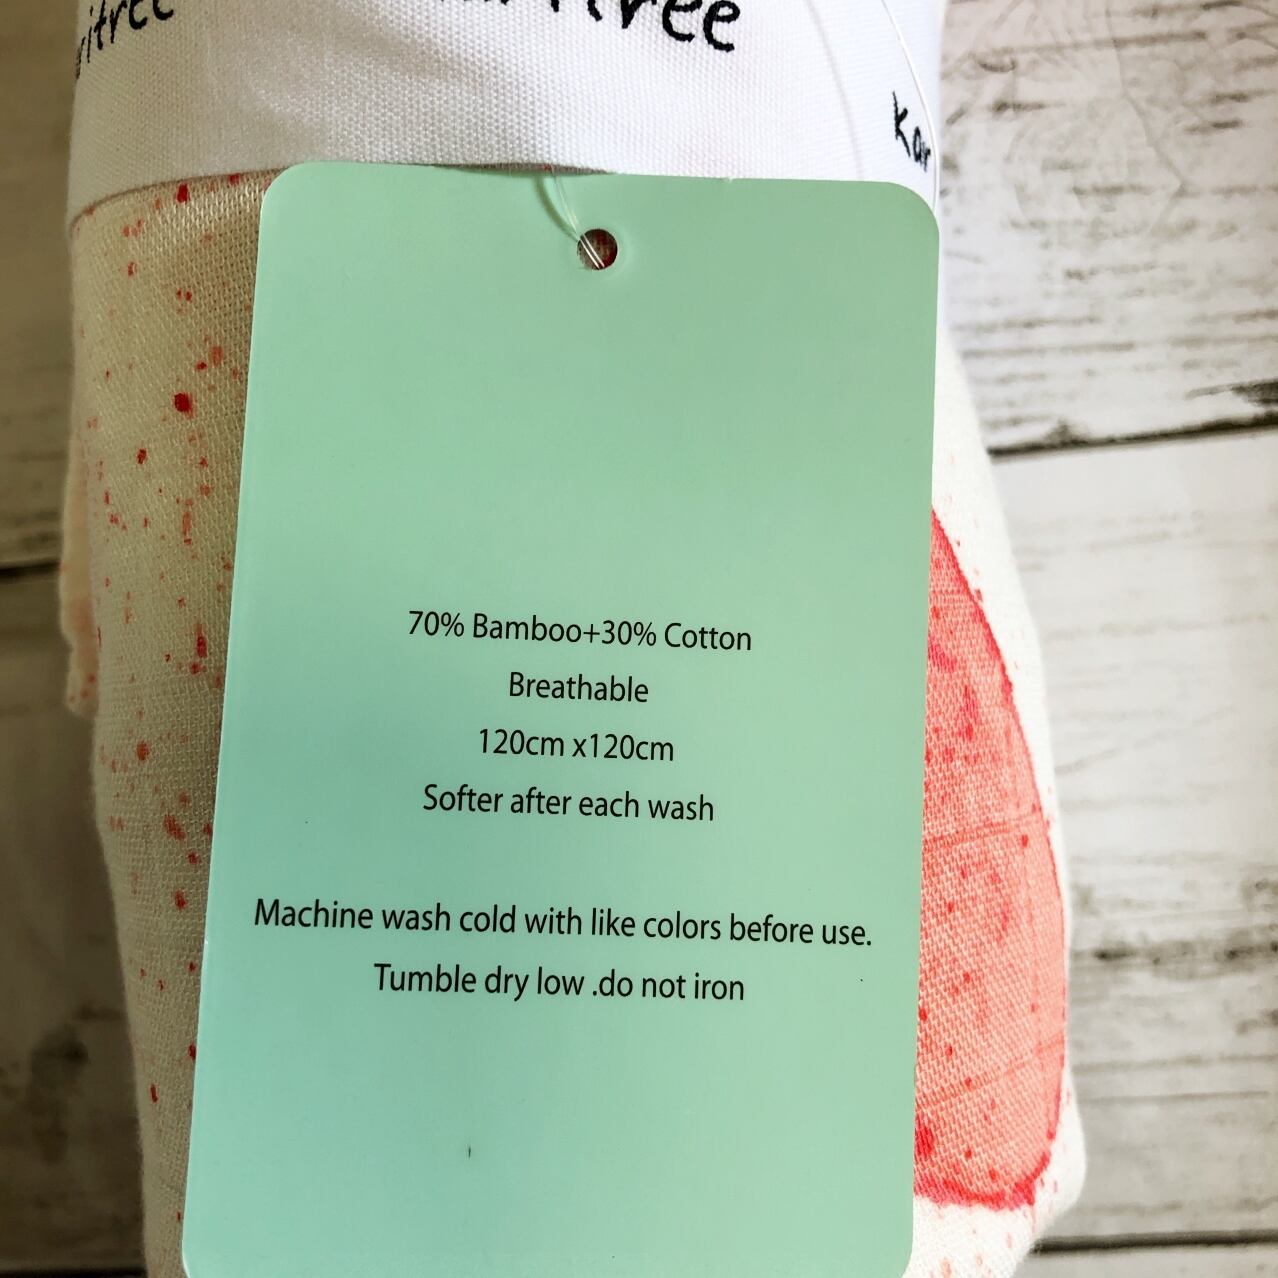 70% Bamboo+30% Cotton
Breathable
120cm x120cm
Softer after each wash
Machine wash cold with like colors before use.
Tumble dry low .do not iron